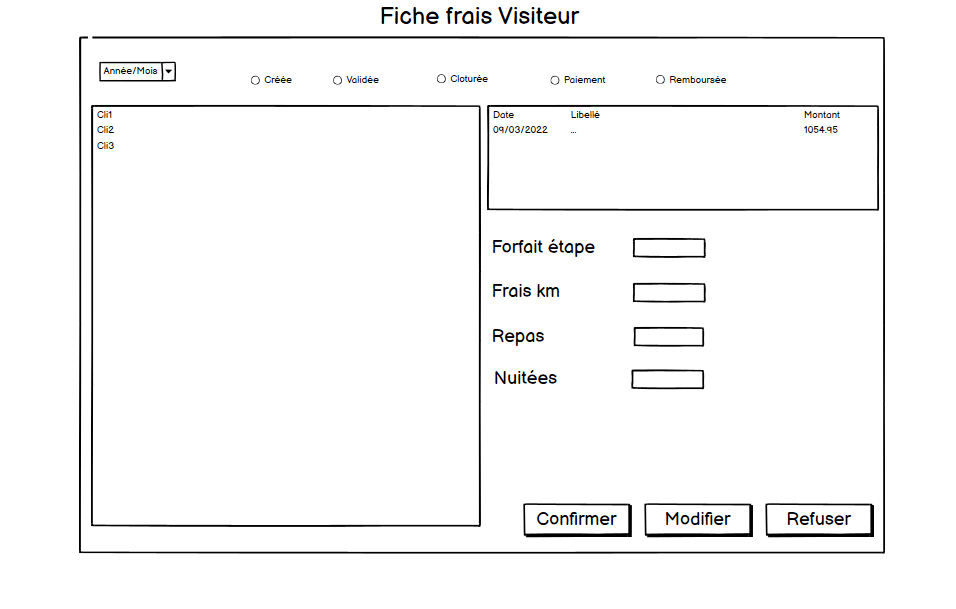 Fiche frais Visiteur
Année/Mois
Créée Validée Cloturée Paiement Remboursée
Cli1
Cli2
Cli3
Date Libellé Montant
09/03/2022 ... 1054.95
Forfait étape
Frais km
Repas
Nuitées
Confirmer Modifier Refuser